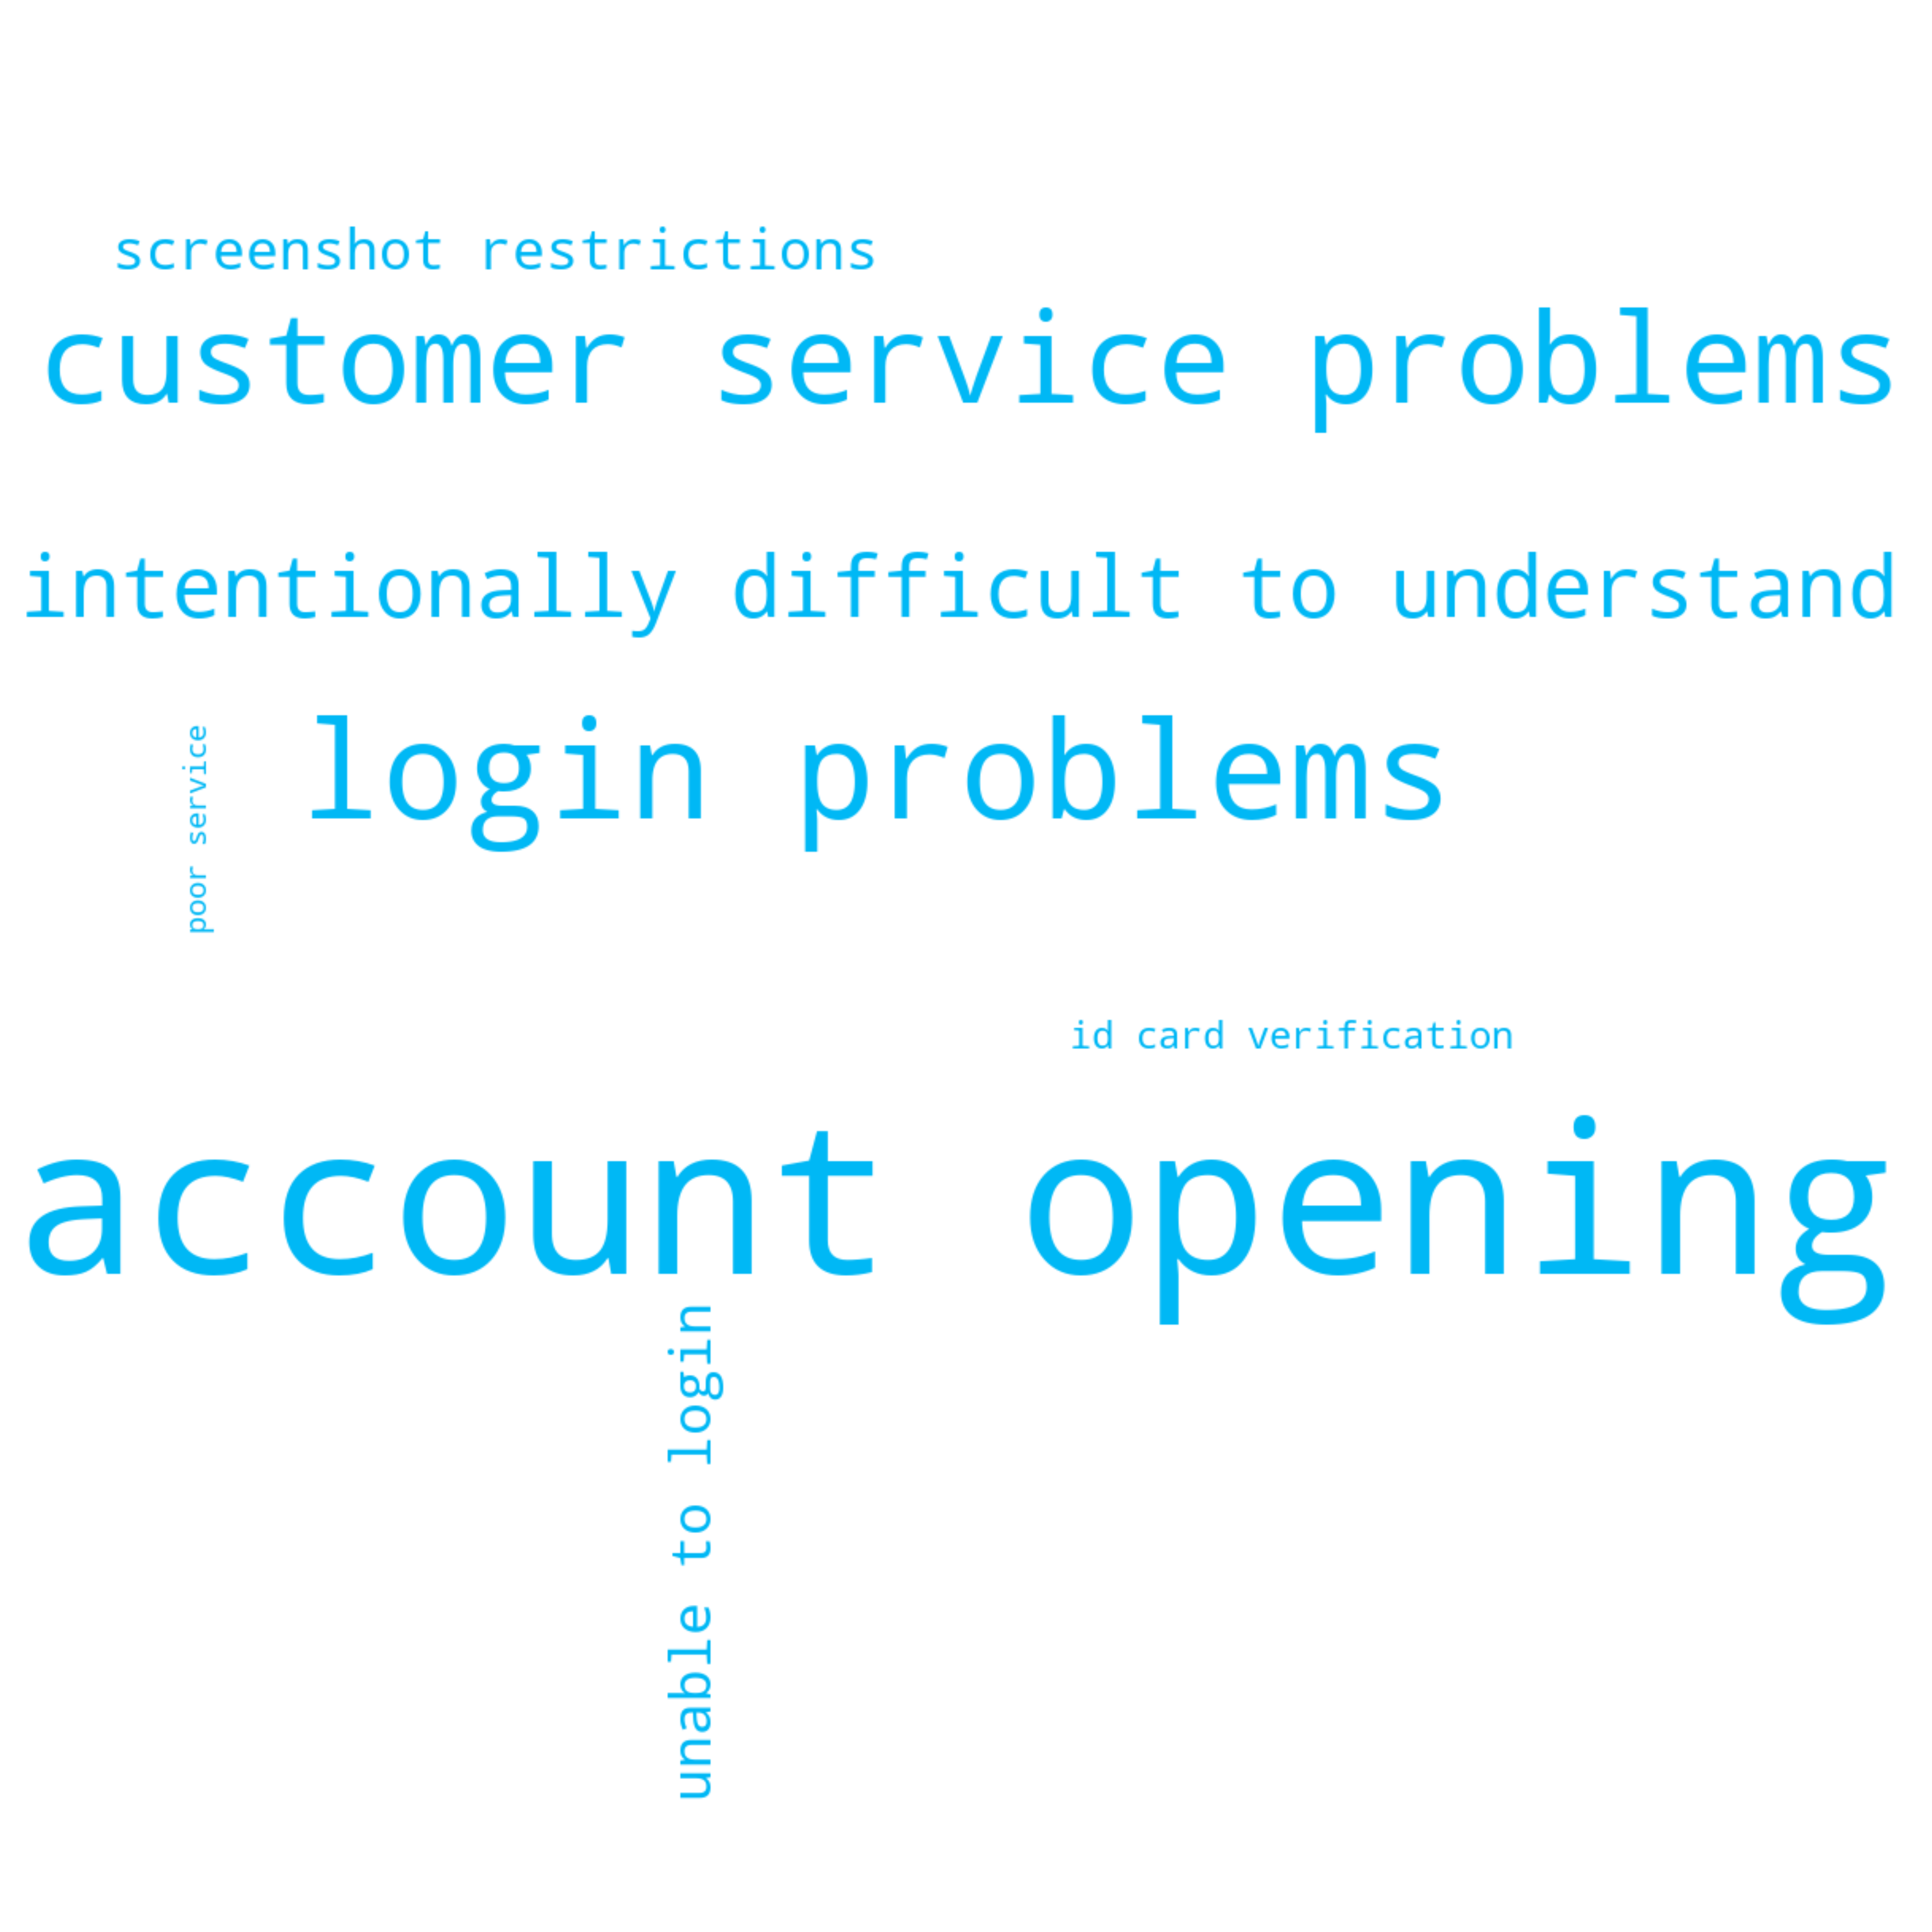 screenshot restrictions
customer service problems
intentionally difficult to understand
login problems
poor service
id card verification
account opening
unable to login